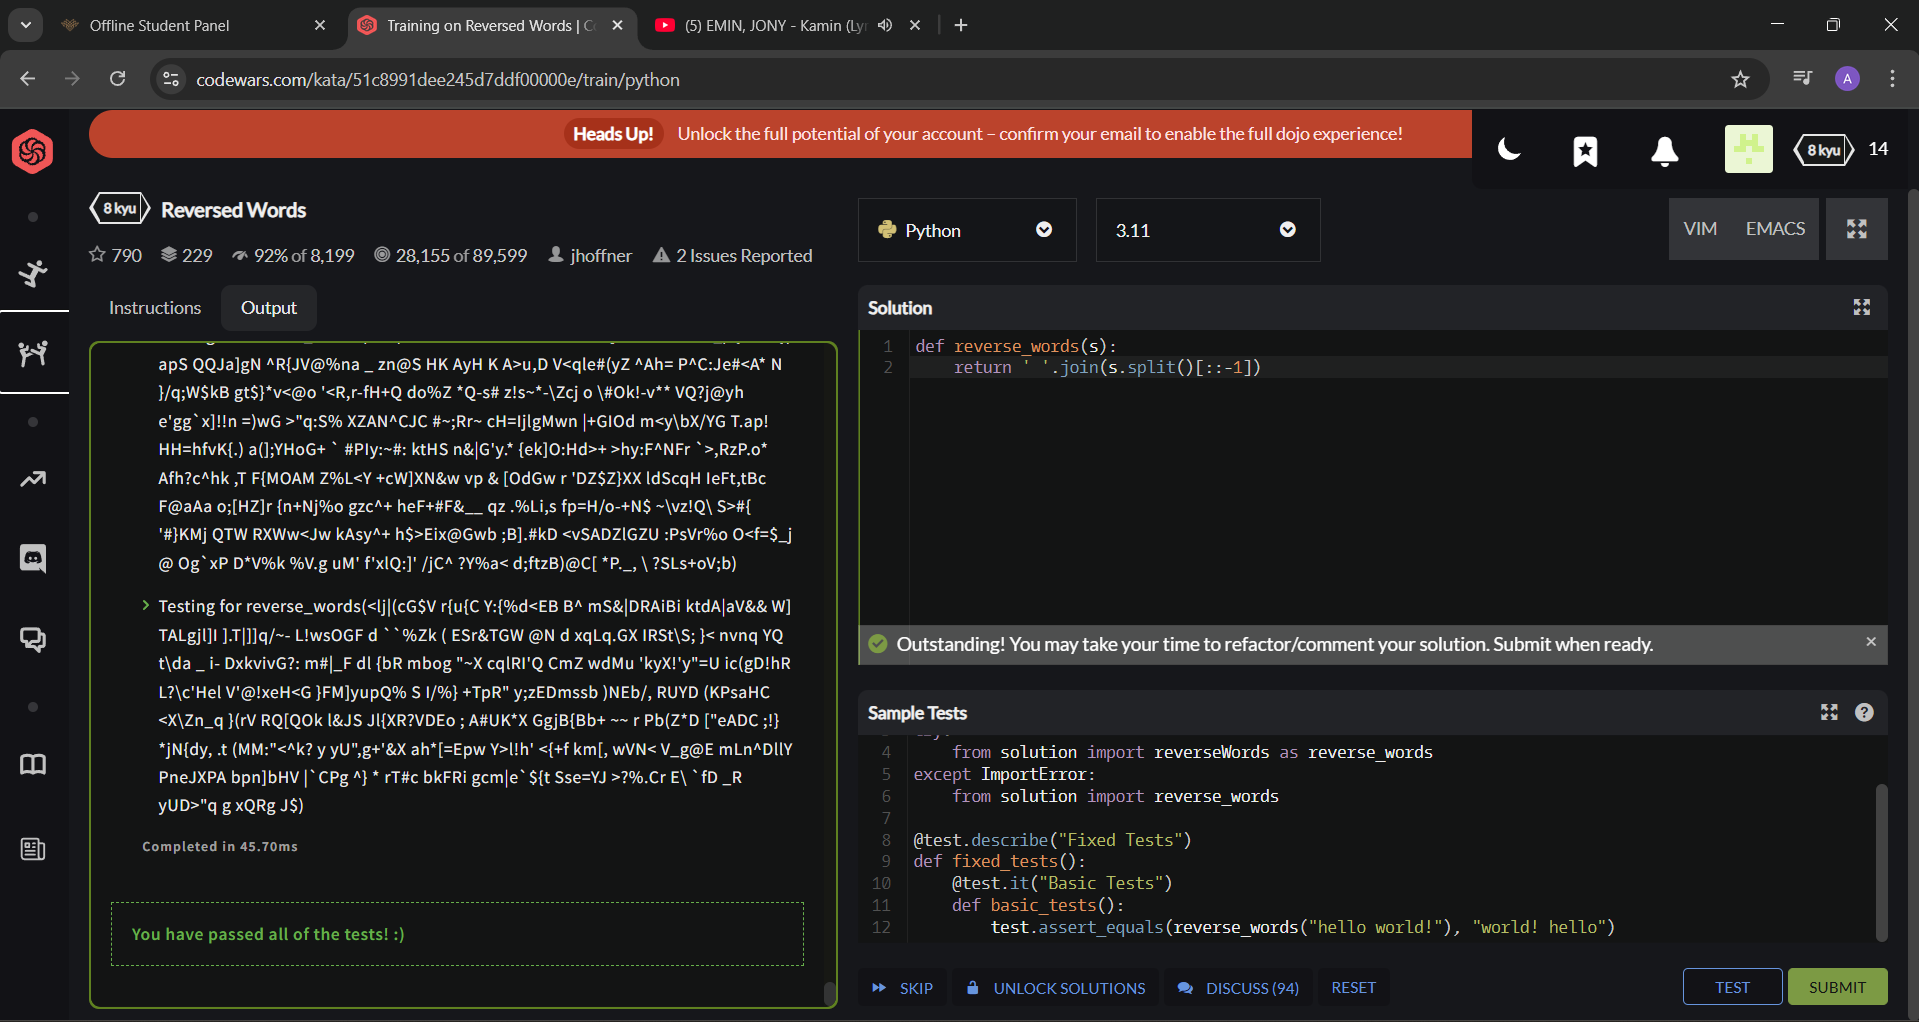 Offline Student Panel
Training on Reversed Words | C
(5) EMIN, JONY - Kamin (Lyr
codewars.com/kata/51c8991dee245d7ddf00000e/train/python
A
Heads Up! Unlock the full potential of your account – confirm your email to enable the full dojo experience!
8 kyu 14
8 kyu Reversed Words
790 229 92% of 8,199 28,155 of 89,599 jhoffner 2 Issues Reported
Python 3.11 VIM EMACS
Instructions Output
apS QQJa]gN ^R{JV@%na _ zn@S HK AyH K A>u,D V<qle#(yZ ^Ah= P^C:Je#<A* N
}/q;W$kB gt$}*v<@o '<R,r-fH+Q do%Z *Q-s# z!s~*-\Zcj o \#Ok!-v** VQ?j@yh
e'gg`x]!!n =)wG >"q:S% XZAN^CJC #~;Rr~ cH=IjlgMwn |+GIOd m<y\bX/YG T.ap!
HH=hfvK{.) a(];YHoG+ ` #PIy:~#: ktHS n&|G'y.* {ek]O:Hd>+ >hy:F^NFr `>,RzP.o*
Afh?c^hk ,T F{MOAM Z%L<Y +cW]XN&w vp & [OdGw r 'DZ$Z}XX ldScqH IeFt,tBc
F@aAa o;[HZ]r {n+Nj%o gzc^+ heF+#F&__ qz .%Li,s fp=H/o-+N$ ~\vz!Q\ S>#{
'#}KMj QTW RXWw<Jw kAsy^+ h$>Eix@Gwb ;B].#kD <vSADZlGZU :PsVr%o O<f=$_j
@ Og`xP D*V%k %V.g uM' f'xlQ:]' /jC^ ?Y%a< d;ftzB)@C[ *P._, \ ?SLs+oV;b)
Testing for reverse_words(<lj|(cG$V r{u{C Y:{%d<EB B^ mS&|DRAiBi ktdA|aV&& W]
TALgjl]I ].T|]]q/~- L!wsOGF d ``%Zk ( ESr&TGW @N d xqLq.GX IRSt\S; }< nvnq YQ
t\da _ i- DxkvivG?: m#|_F dl {bR mbog "~X cqlRI'Q CmZ wdMu 'kyX!'y"=U ic(gD!hR
L?\c'Hel V'@!xeH<G }FM]yupQ% S I/%} +TpR" y;zEDmssb )NEb/, RUYD (KPsaHC
<X\Zn_q }(rV RQ[QOk l&JS Jl{XR?VDEo ; A#UK*X GgjB{Bb+ ~~ r Pb(Z*D ["eADC ;!}
*jN{dy, .t (MM:"<^k? y yU",g+'&X ah*[=Epw Y>l!h' <{+f km[, wVN< V_g@E mLn^DllY
PneJXPA bpn]bHV |`CPg ^} * rT#c bkFRi gcm|e`${t Sse=YJ >?%.Cr E\ `fD _R
yUD>"q g xQRg J$)
Completed in 45.70ms
You have passed all of the tests! :)
Solution
1 def reverse_words(s):
2 return ' '.join(s.split()[::-1])
Outstanding! You may take your time to refactor/comment your solution. Submit when ready.
Sample Tests
4 from solution import reverseWords as reverse_words
5 except ImportError:
6 from solution import reverse_words
7
8 @test.describe("Fixed Tests")
9 def fixed_tests():
10 @test.it("Basic Tests")
11 def basic_tests():
12 test.assert_equals(reverse_words("hello world!"), "world! hello")
SKIP UNLOCK SOLUTIONS DISCUSS (94) RESET TEST SUBMIT